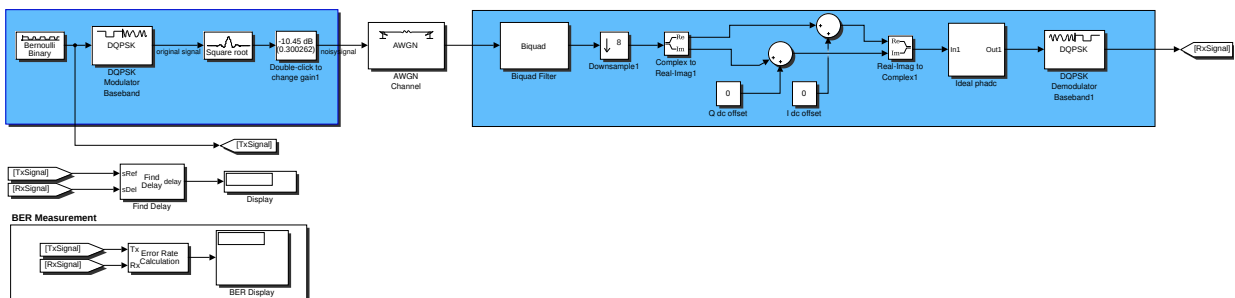 Bernoulli
Binary
DQPSK
DQPSK
Modulator
Baseband
original signal
Square root
-10.45 dB
(0.300262)
Double-click to
change gain1
noisysignal
AWGN
AWGN
Channel
Biquad
Biquad Filter
8
Downsample1
Re
Im
Complex to
Real-Imag1
+
+
+
+
0
Q dc offset
0
I dc offset
Re
Im
Real-Imag to
Complex1
In1
Out1
Ideal phadc
DQPSK
DQPSK
Demodulator
Baseband1
[RxSignal]
[TxSignal]
[TxSignal]
[RxSignal]
sRef
sDel
Find
Delay
delay
Find Delay
Display
BER Measurement
[TxSignal]
[RxSignal]
Tx
Rx
Error Rate
Calculation
BER Display